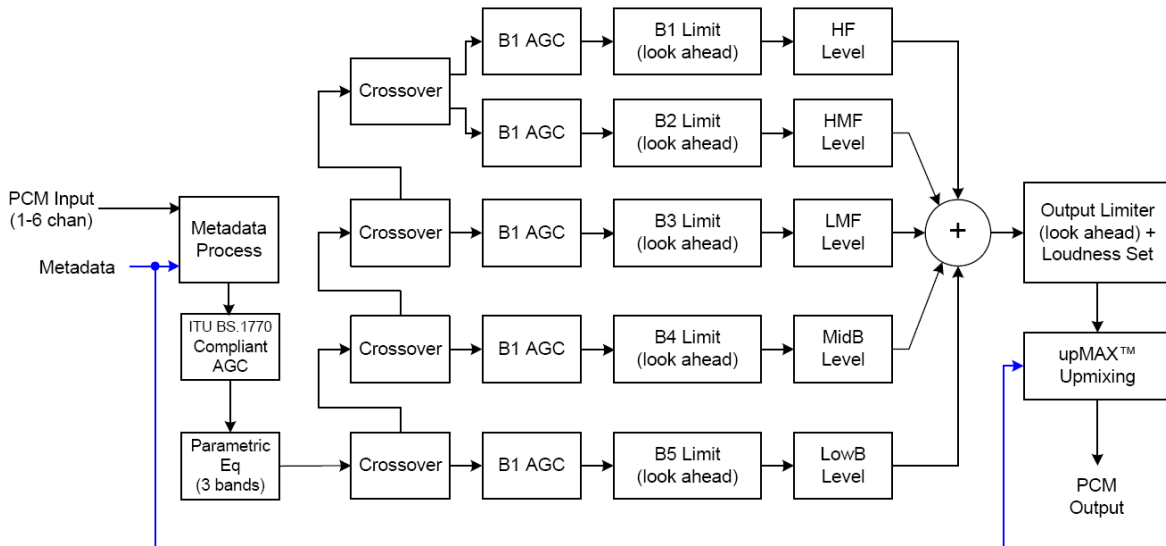 B1 AGC
B1 Limit
(look ahead)
HF
Level
Crossover
B1 AGC
B2 Limit
(look ahead)
HMF
Level
PCM Input
(1-6 chan)
Metadata
Process
Metadata
Crossover
B1 AGC
B3 Limit
(look ahead)
LMF
Level
+
Output Limiter
(look ahead) +
Loudness Set
ITU BS.1770
Compliant
AGC
Crossover
B1 AGC
B4 Limit
(look ahead)
MidB
Level
upMAX™
Upmixing
Parametric
Eq
(3 bands)
Crossover
B1 AGC
B5 Limit
(look ahead)
LowB
Level
PCM
Output